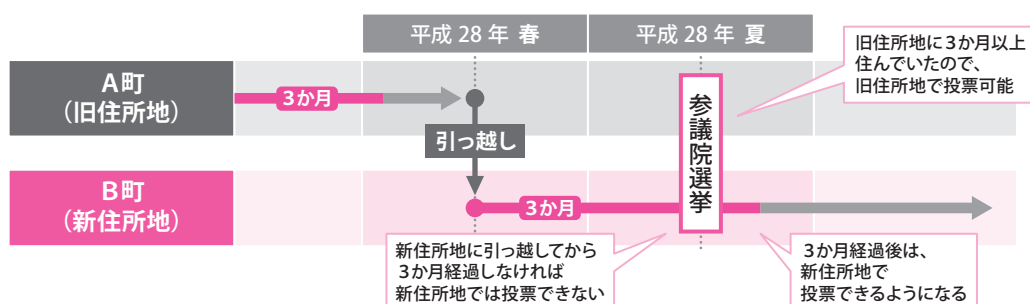 平成 28 年 春
平成 28 年 夏
旧住所地に3か月以上
住んでいたので、
旧住所地で投票可能
A町
(旧住所地)
3か月
引っ越し
参議院選挙
B町
(新住所地)
3か月
新住所地に引っ越してから
3か月経過しなければ
新住所地では投票できない
3か月経過後は、
新住所地で
投票できるようになる